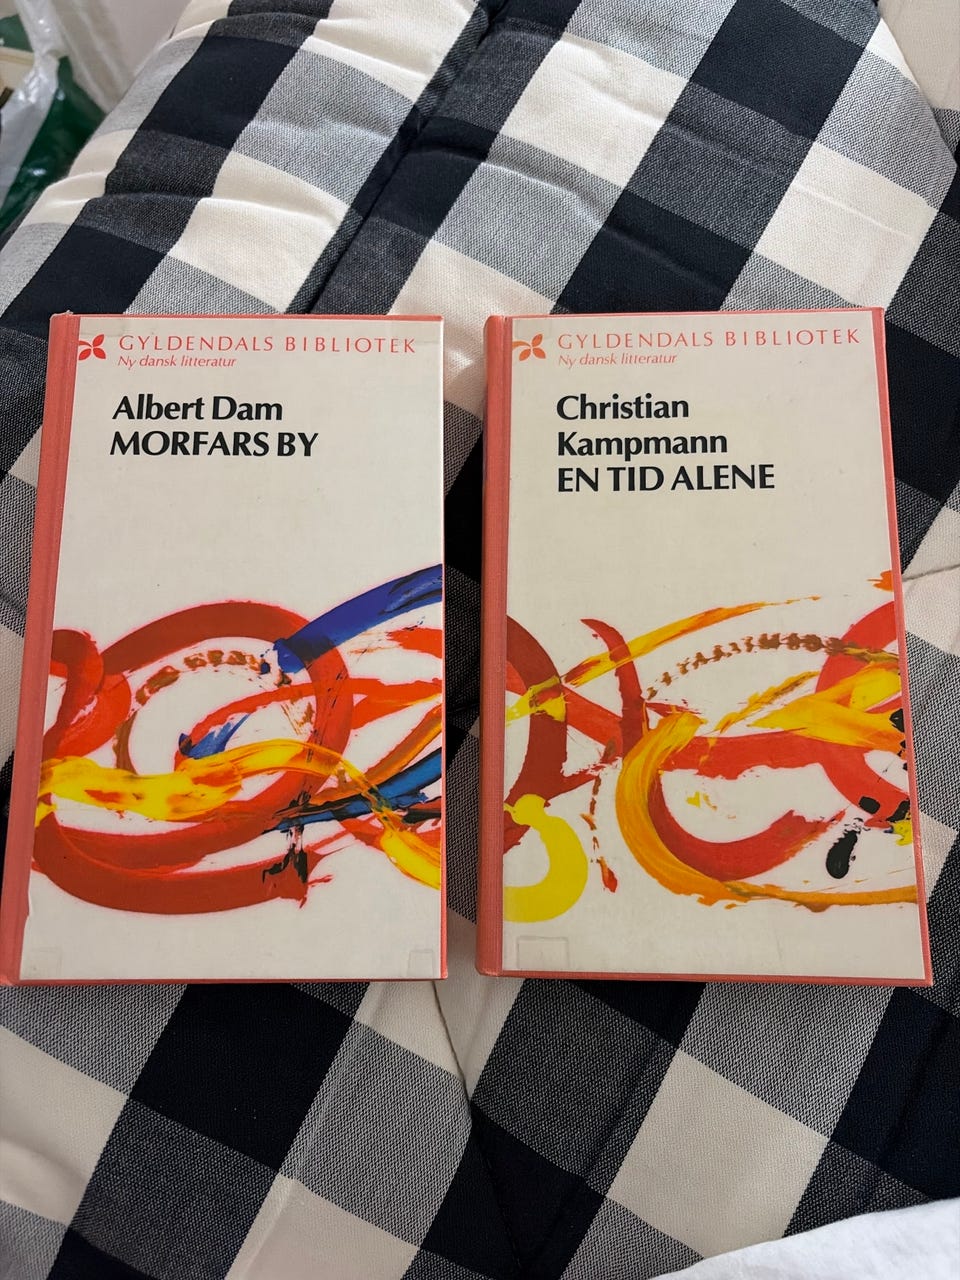 GYLDENDALS BIBLIOTEK
Ny dansk litteratur
Albert Dam
MORFARS BY
GYLDENDALS BIBLIOTEK
Ny dansk litteratur
Christian
Kampmann
EN TID ALENE